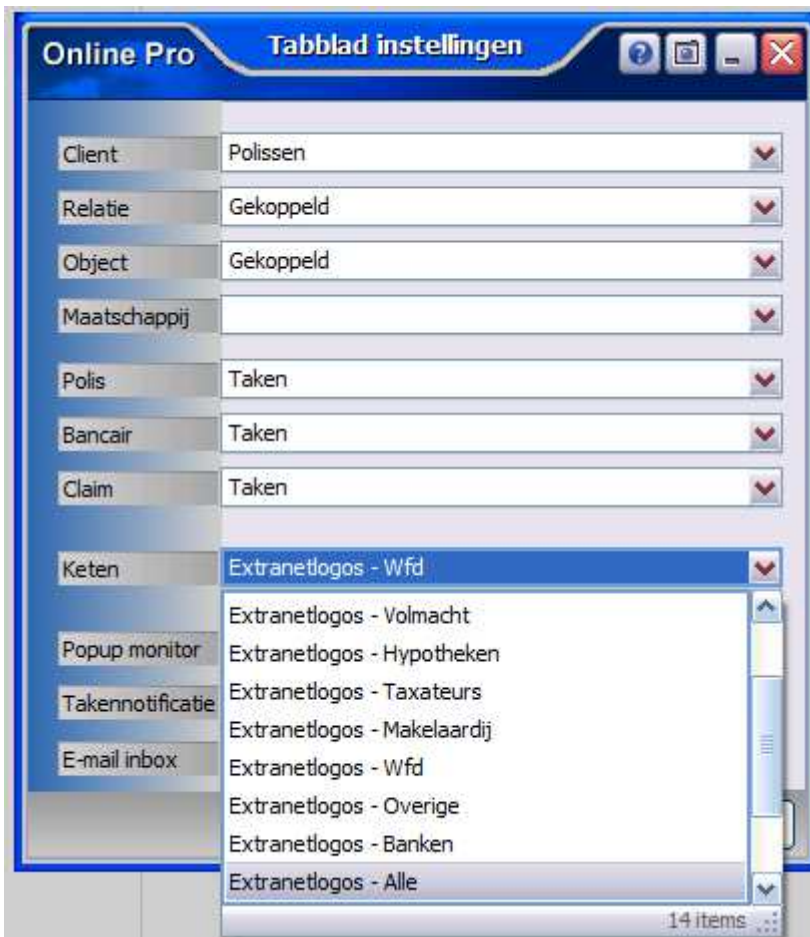 Online Pro
Tabblad instellingen
Client
Polissen
Relatie
Gekoppeld
Object
Gekoppeld
Maatschappij
Polis
Taken
Bancair
Taken
Claim
Taken
Keten
Extranetlogos - Wfd
Extranetlogos - Volmacht
Extranetlogos - Hypotheken
Popup monitor
Extranetlogos - Taxateurs
Takennotificatie
Extranetlogos - Makelaardij
E-mail inbox
Extranetlogos - Wfd
Extranetlogos - Overige
Extranetlogos - Banken
Extranetlogos - Alle
14 items